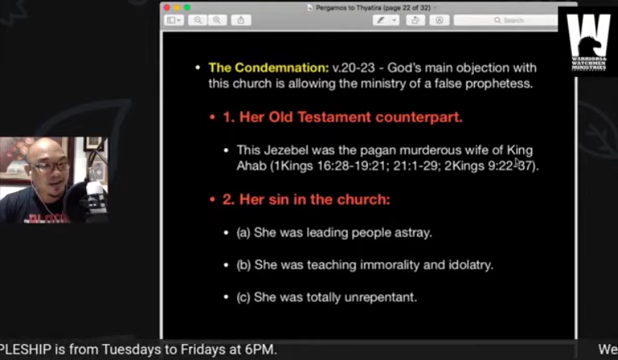 Pergamos to Thyatira (page 22 of 32)
Search
WARRIORS &
WATCHMEN
MINISTRIES
• The Condemnation: v.20-23 - God's main objection with
this church is allowing the ministry of a false prophetess.
• 1. Her Old Testament counterpart.
• This Jezebel was the pagan murderous wife of King
Ahab (1Kings 16:28-19:21; 21:1-29; 2Kings 9:22-37).
• 2. Her sin in the church:
• (a) She was leading people astray.
• (b) She was teaching immorality and idolatry.
• (c) She was totally unrepentant.
PLESHIP is from Tuesdays to Fridays at 6PM.
We